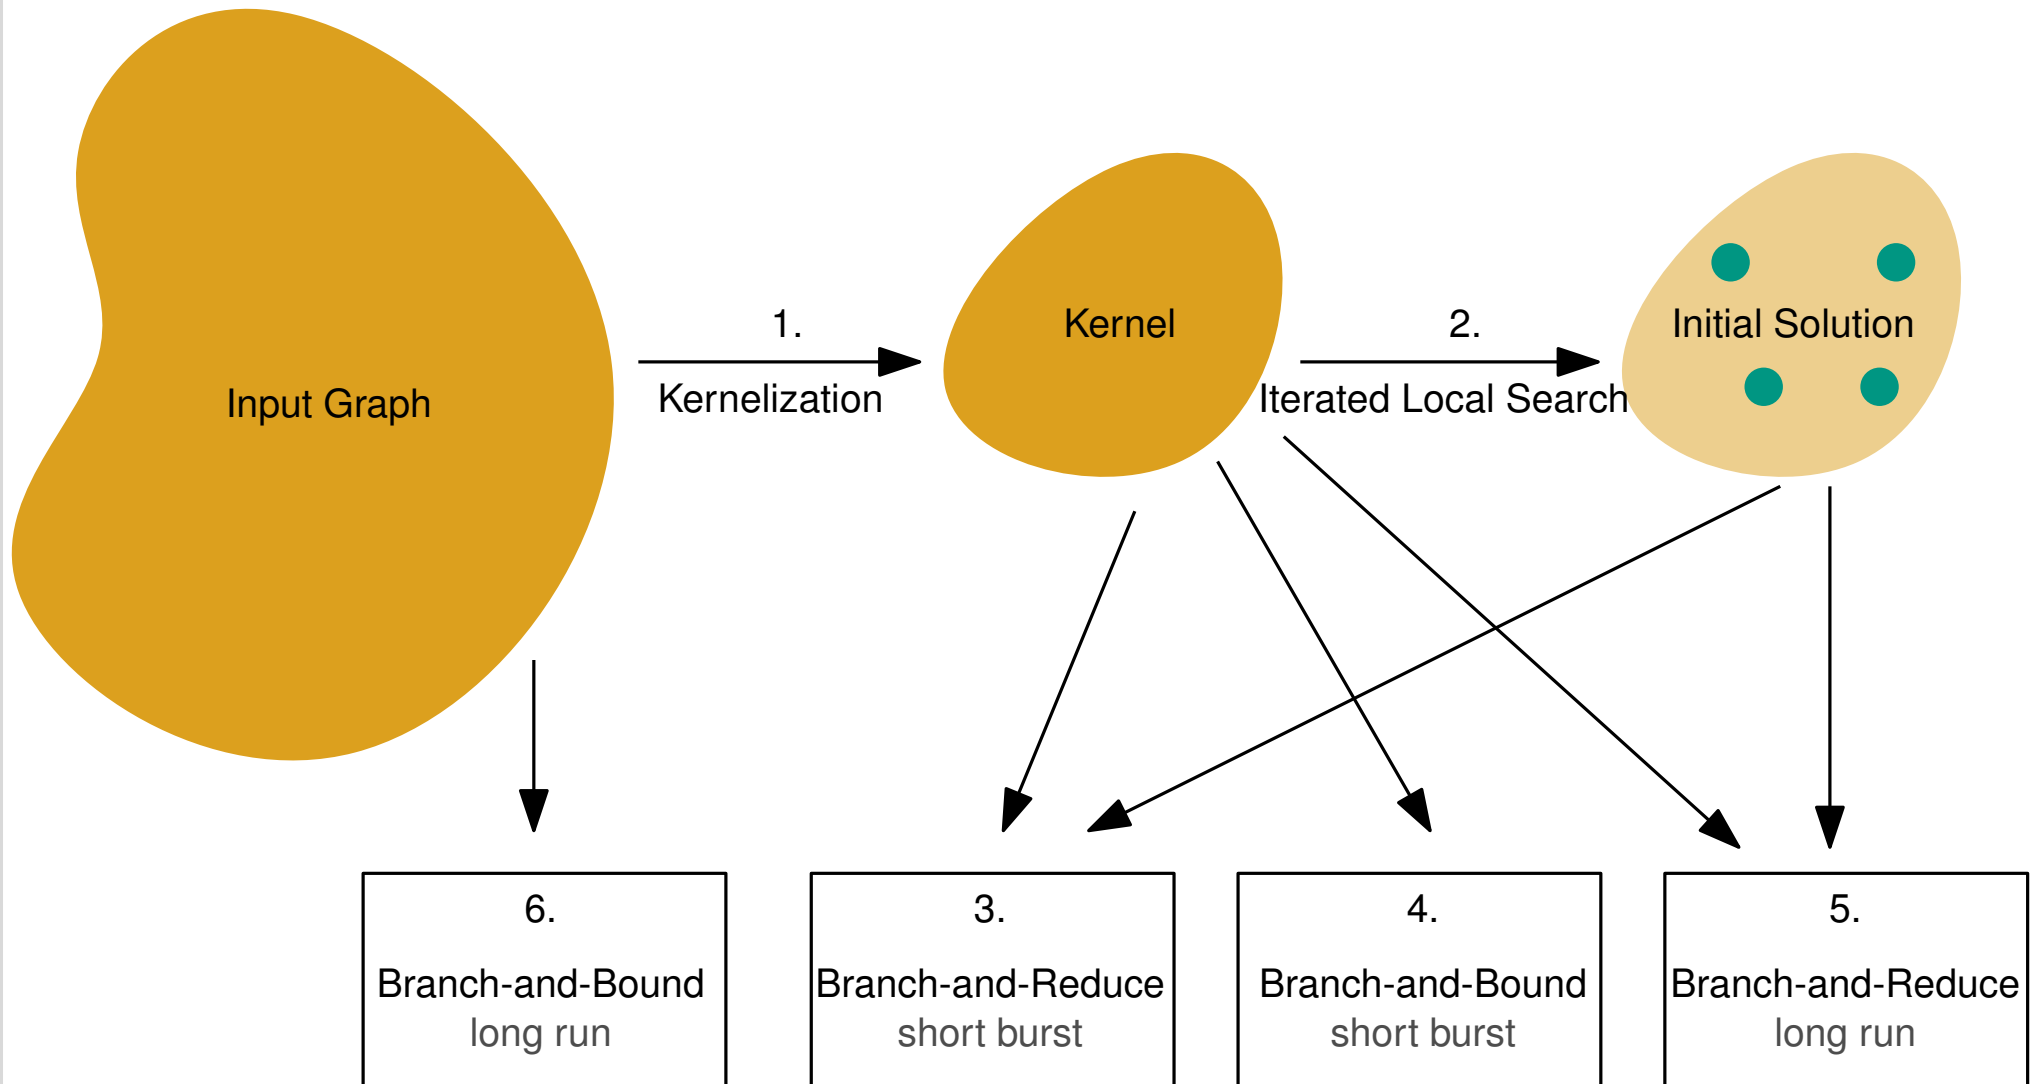 Input Graph
1.
Kernelization
Kernel
2.
Iterated Local Search
Initial Solution
6.
Branch-and-Bound
long run
3.
Branch-and-Reduce
short burst
4.
Branch-and-Bound
short burst
5.
Branch-and-Reduce
long run